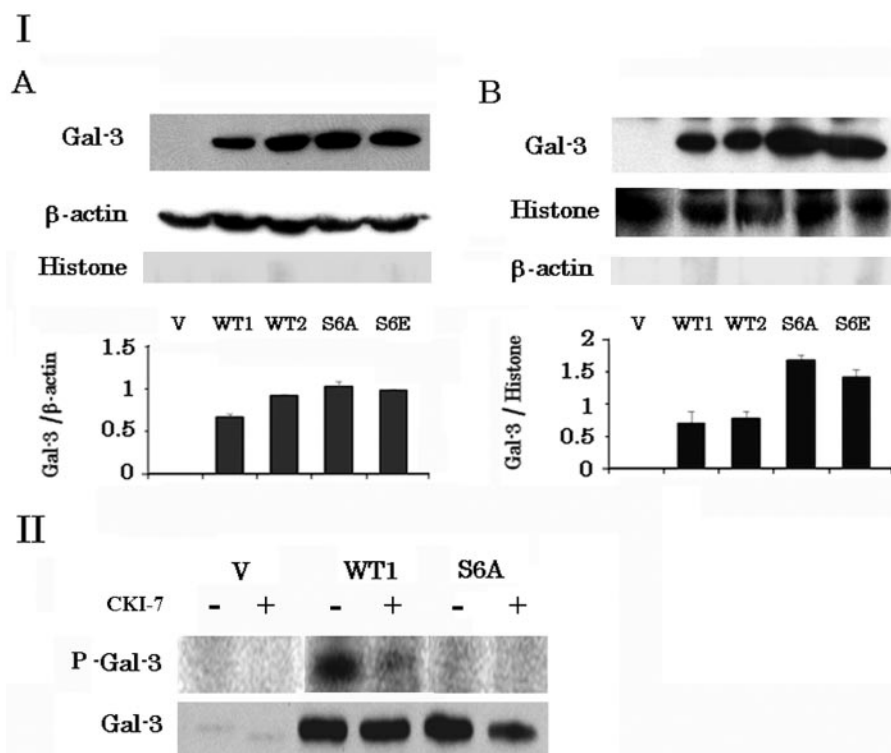 I
A
Gal-3
β-actin
Histone
V WT1 WT2 S6A S6E
Gal-3 /β-actin
1.5
1
0.5
0
B
Gal-3
Histone
β-actin
V WT1 WT2 S6A S6E
Gal-3 / Histone
2
1.5
1
0.5
0
II
V WT1 S6A
CKI-7 - + - + - +
P -Gal-3
Gal-3